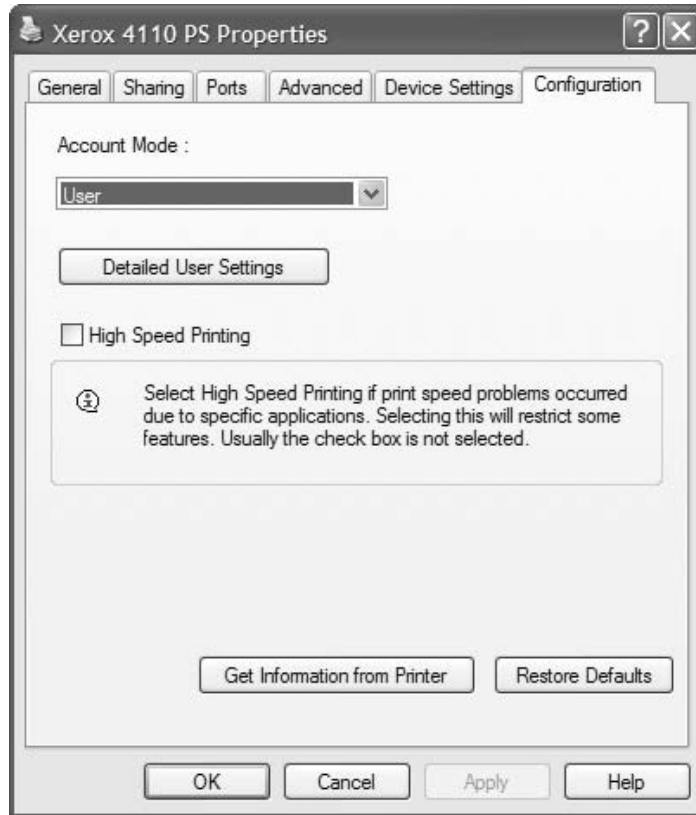 Xerox 4110 PS Properties
General Sharing Ports Advanced Device Settings Configuration
Account Mode :
User
Detailed User Settings
High Speed Printing
Select High Speed Printing if print speed problems occurred
due to specific applications. Selecting this will restrict some
features. Usually the check box is not selected.
Get Information from Printer Restore Defaults
OK Cancel Apply Help